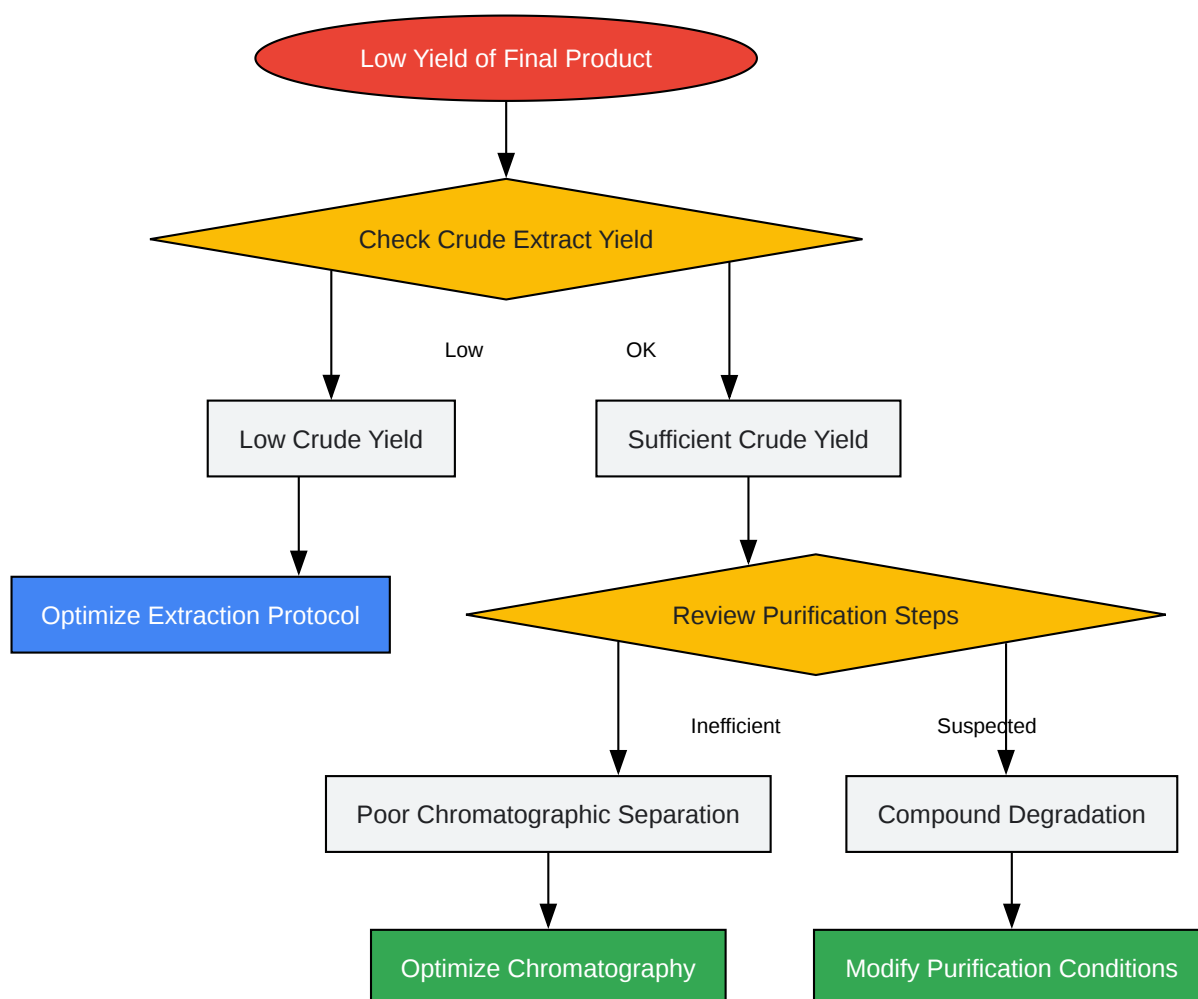 Low Yield of Final Product
Check Crude Extract Yield
Low
OK
Low Crude Yield
Sufficient Crude Yield
Optimize Extraction Protocol
Review Purification Steps
Inefficient
Suspected
Poor Chromatographic Separation
Compound Degradation
Optimize Chromatography
Modify Purification Conditions